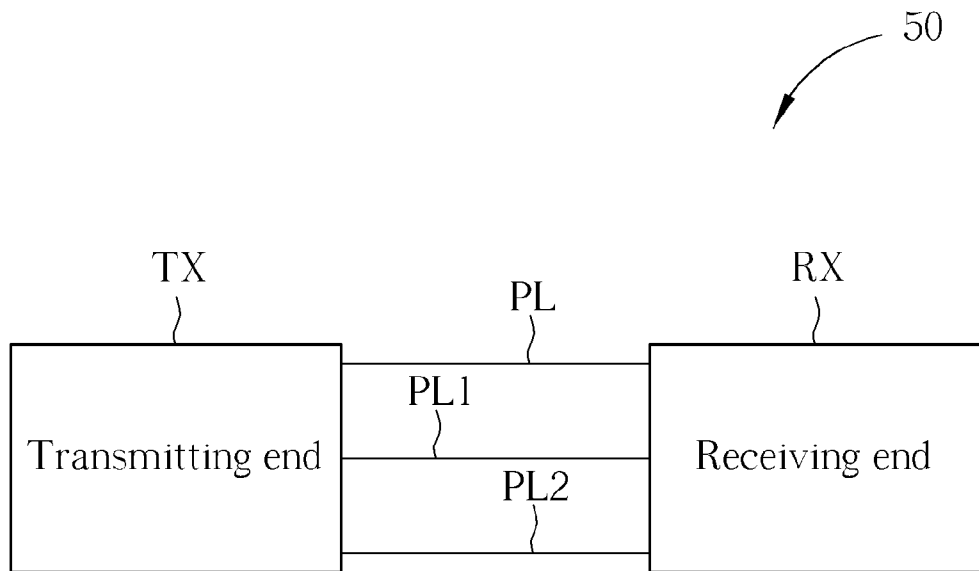 50
TX
RX
PL
PL1
Transmitting end
Receiving end
PL2